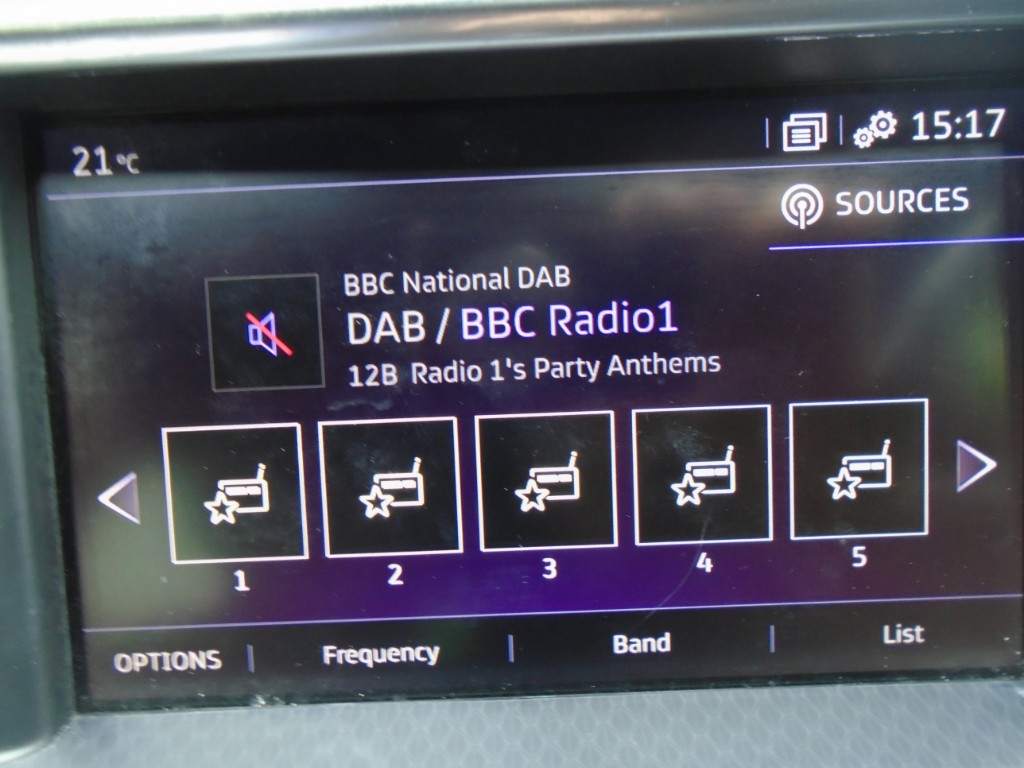 21 °C
15:17
SOURCES
BBC National DAB
DAB / BBC Radio1
12B Radio 1's Party Anthems
1 2 3 4 5
OPTIONS Frequency Band List